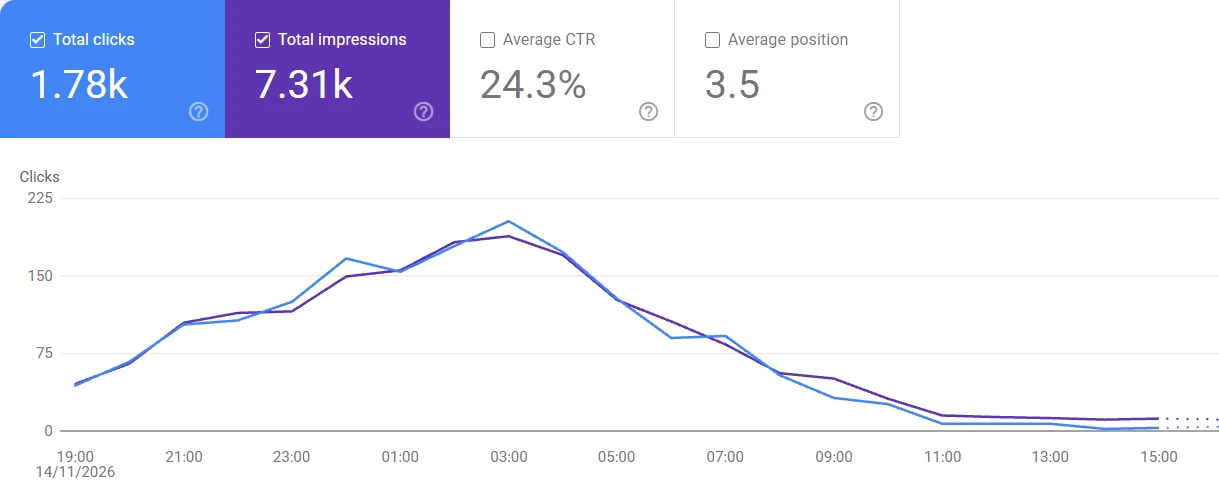 Total clicks
1.78k
Total impressions
7.31k
Average CTR
24.3%
Average position
3.5
Clicks
225
150
75
0
19:00 21:00 23:00 01:00 03:00 05:00 07:00 09:00 11:00 13:00 15:00
14/11/2026